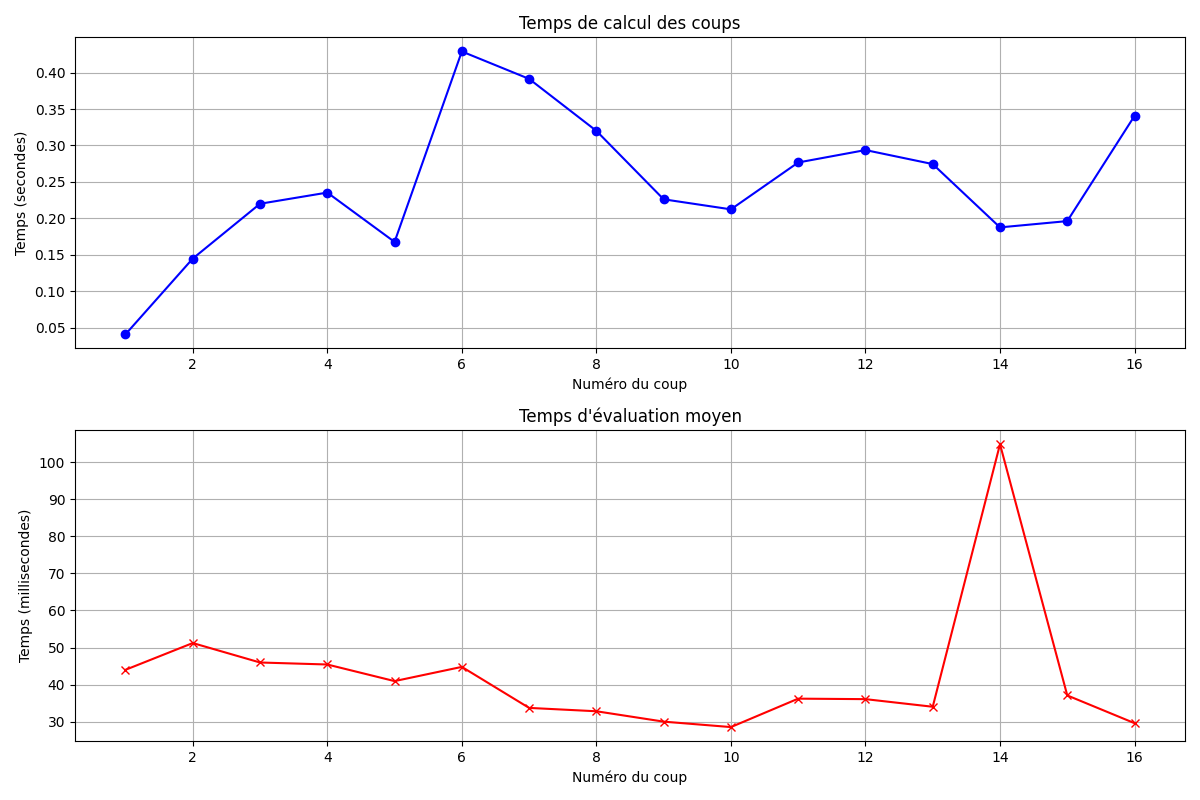 Temps de calcul des coups
Temps (secondes)
0.40
0.35
0.30
0.25
0.20
0.15
0.10
0.05
2 4 6 8 10 12 14 16
Numéro du coup
Temps d'évaluation moyen
Temps (millisecondes)
100
90
80
70
60
50
40
30
2 4 6 8 10 12 14 16
Numéro du coup